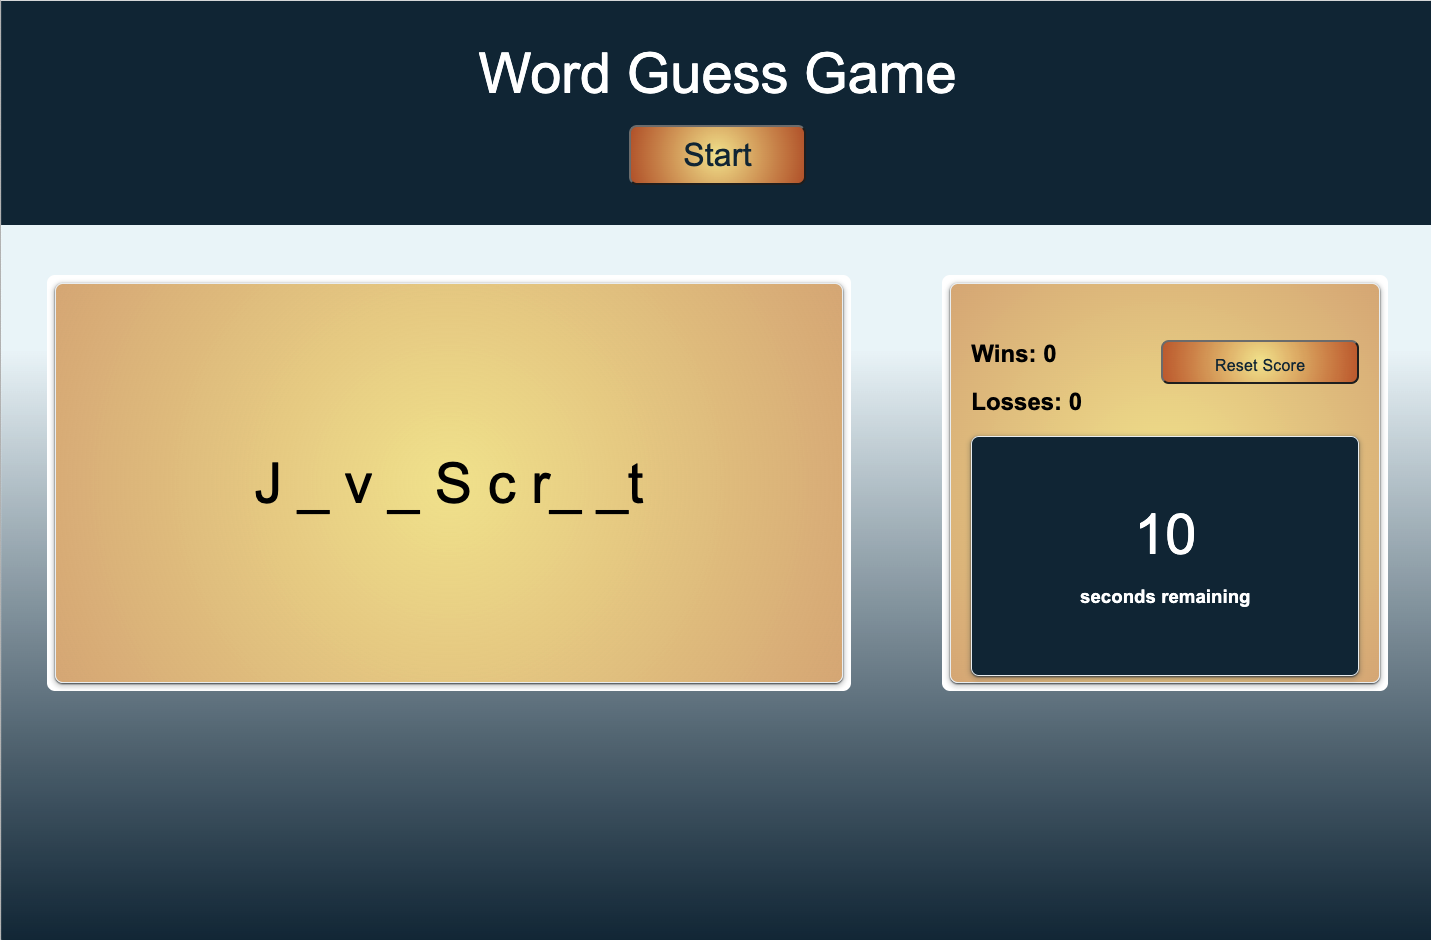 Word Guess Game
Start
J _ v _ S c r_ _t
Wins: 0
Reset Score
Losses: 0
10
seconds remaining